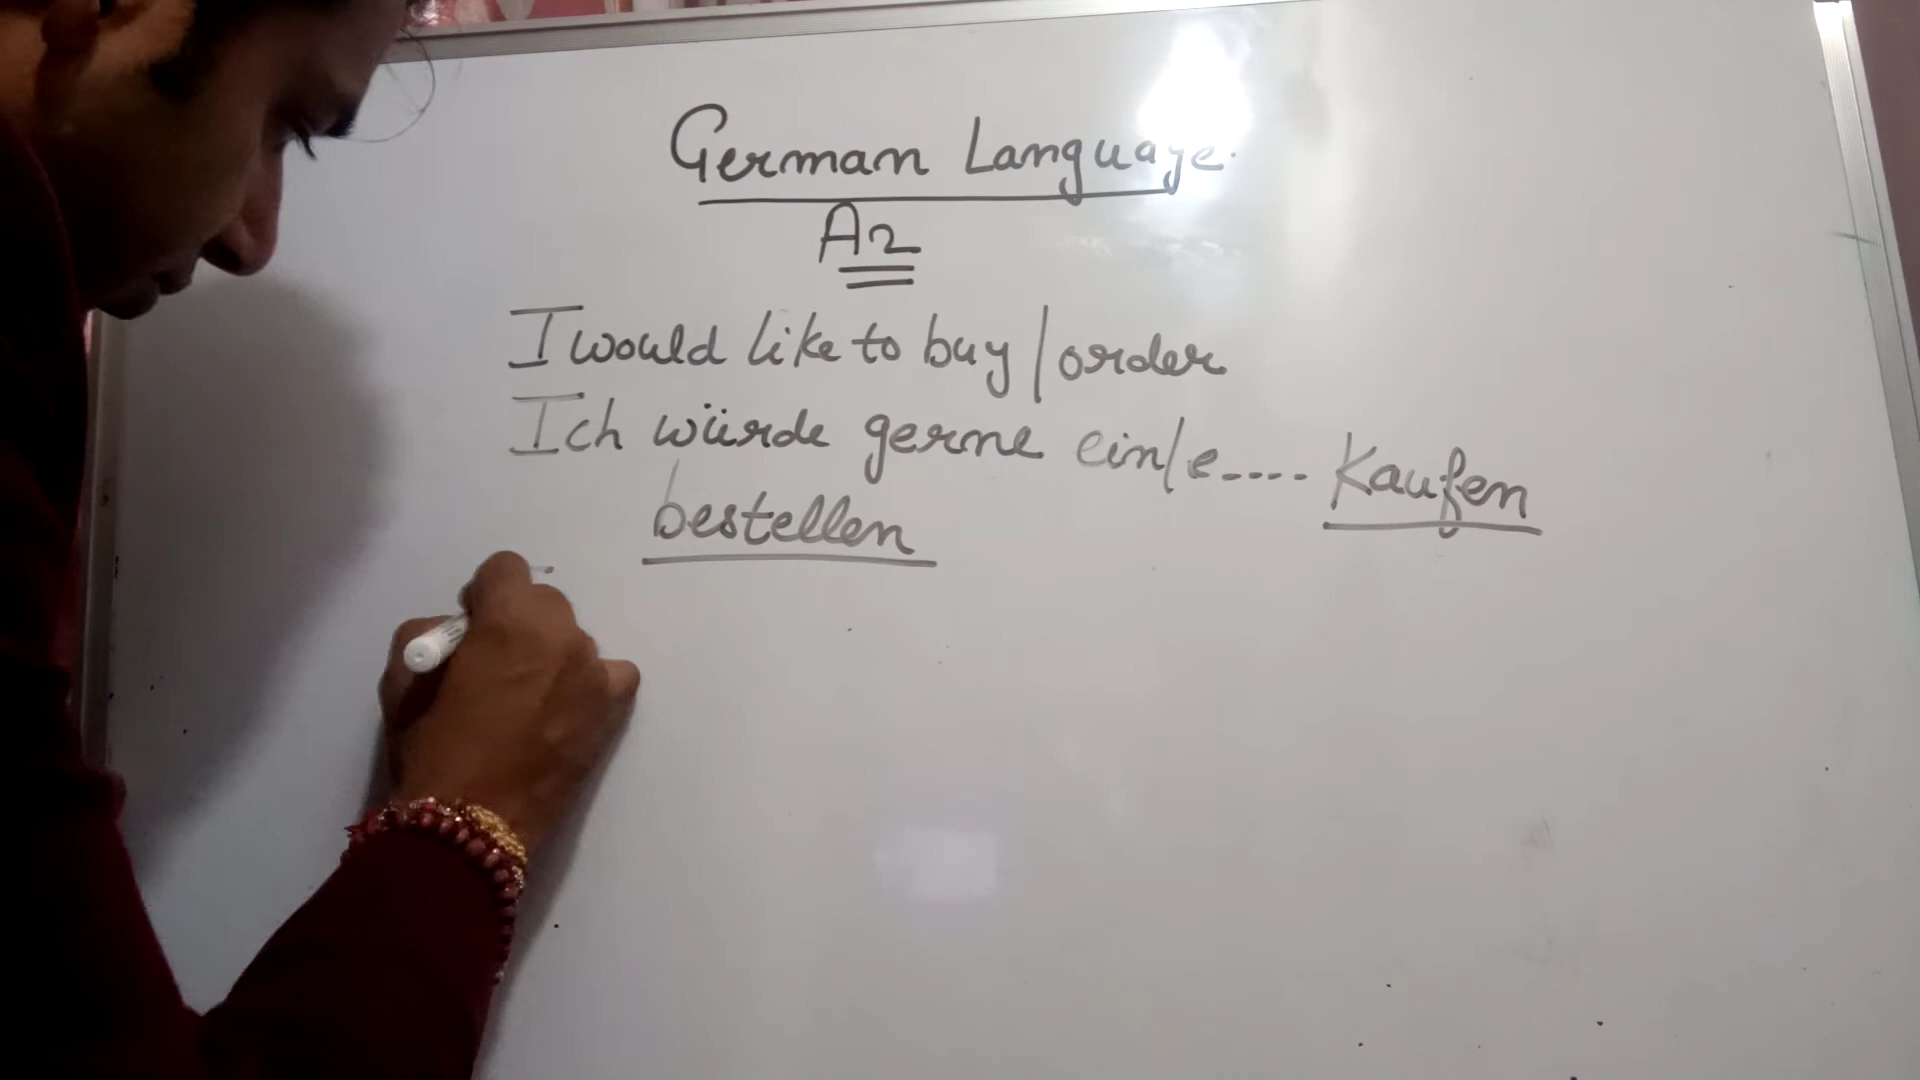 German Language.
A2
I would like to buy / order
Ich würde gerne ein/e.... Kaufen
bestellen